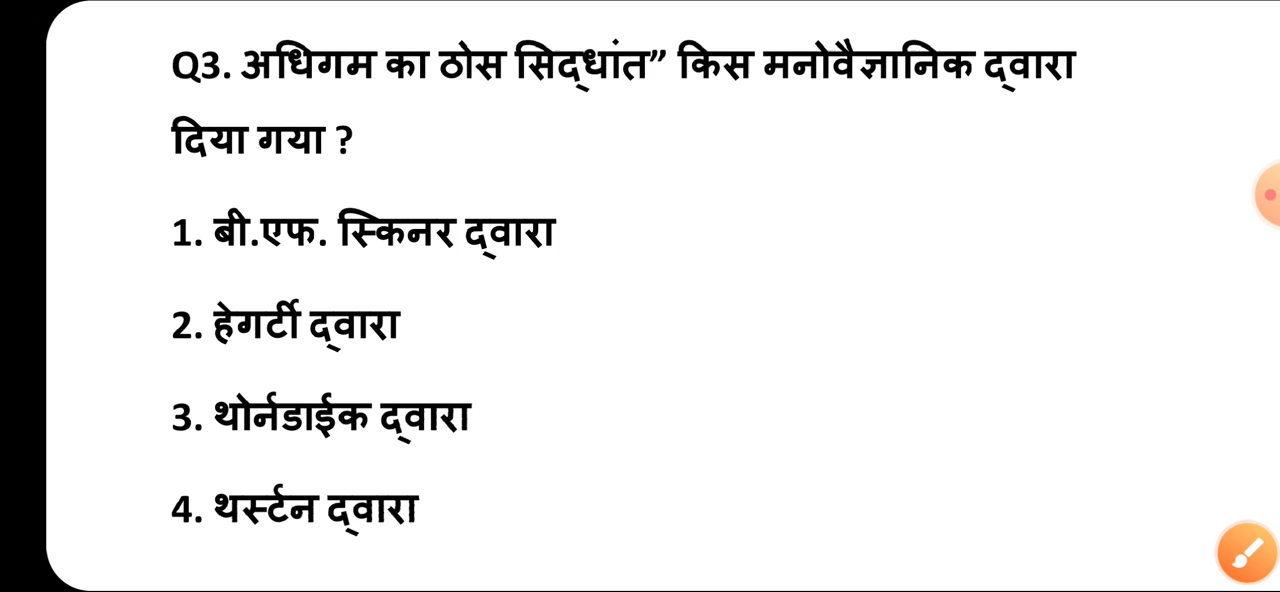 Q3. अधिगम का ठोस सिद्धांत” किस मनोवैज्ञानिक द्वारा
दिया गया ?
1. बी.एफ. स्किनर द्वारा
2. हेगर्टी द्वारा
3. थोर्नडाईक द्वारा
4. थर्स्टन द्वारा